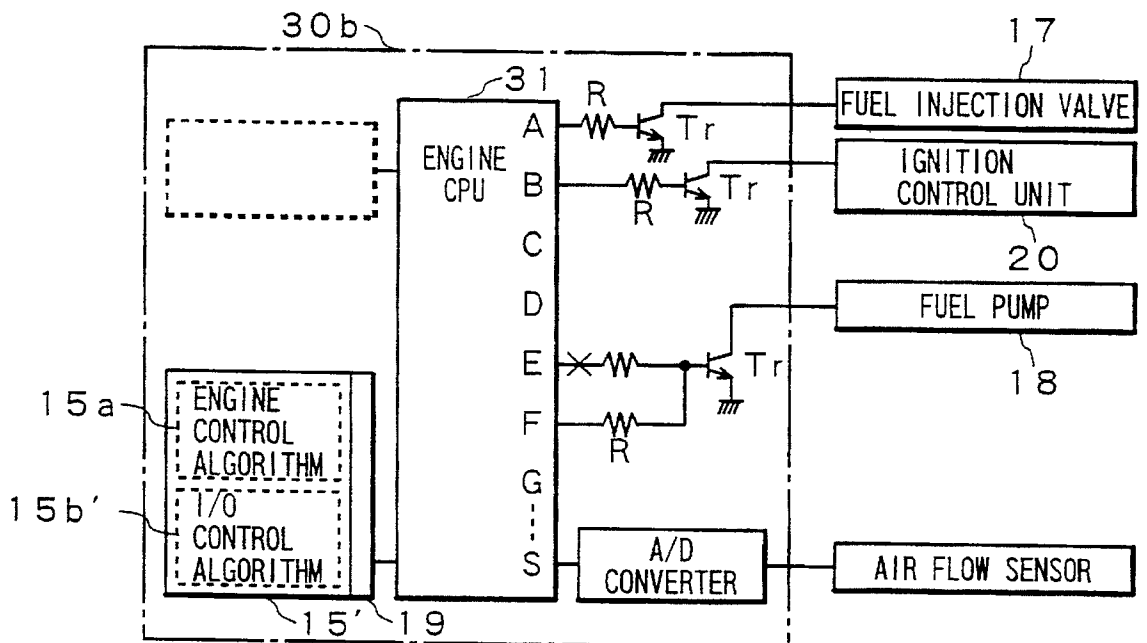 30b
17
31
R
FUEL INJECTION VALVE
A
Tr
ENGINE
CPU
IGNITION
CONTROL UNIT
B
R
Tr
20
C
D
FUEL PUMP
E
Tr
18
15a
ENGINE
CONTROL
ALGORITHM
F
R
G
15b'
I/O
CONTROL
ALGORITHM
S
A/D
CONVERTER
AIR FLOW SENSOR
15'
19